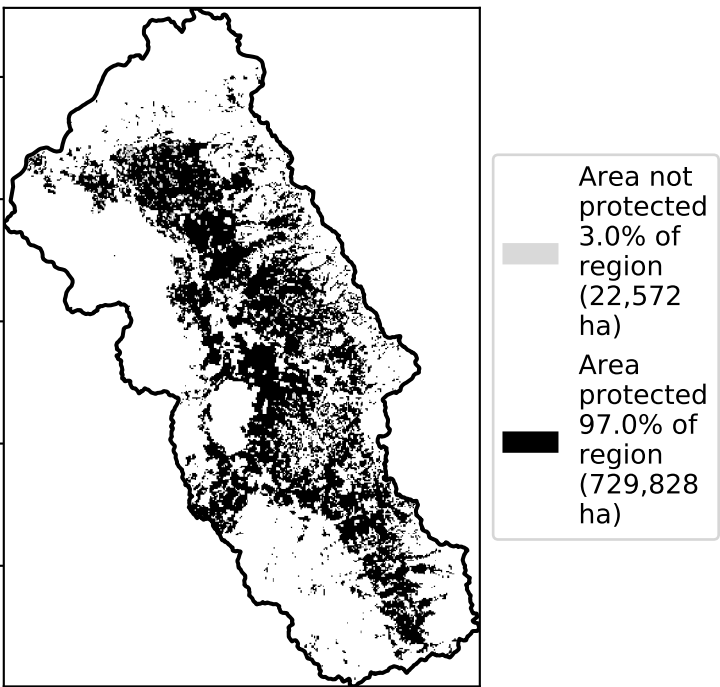 Area not
protected
3.0% of
region
(22,572
ha)
Area
protected
97.0% of
region
(729,828
ha)